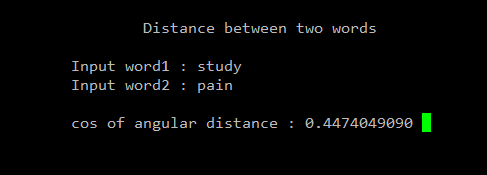 Distance between two words
Input word1 : study
Input word2 : pain
cos of angular distance : 0.4474049090